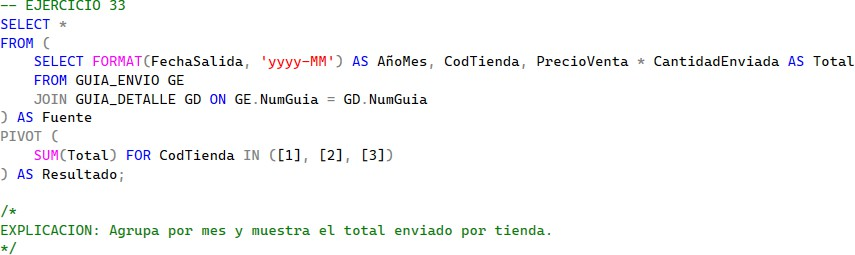 -- EJERCICIO 33
SELECT *
FROM (
    SELECT FORMAT(FechaSalida, 'yyyy-MM') AS AñoMes, CodTienda, PrecioVenta * CantidadEnviada AS Total
    FROM GUIA_ENVIO GE
    JOIN GUIA_DETALLE GD ON GE.NumGuia = GD.NumGuia
) AS Fuente
PIVOT (
    SUM(Total) FOR CodTienda IN ([1], [2], [3])
) AS Resultado;

/*
EXPLICACION: Agrupa por mes y muestra el total enviado por tienda.
*/